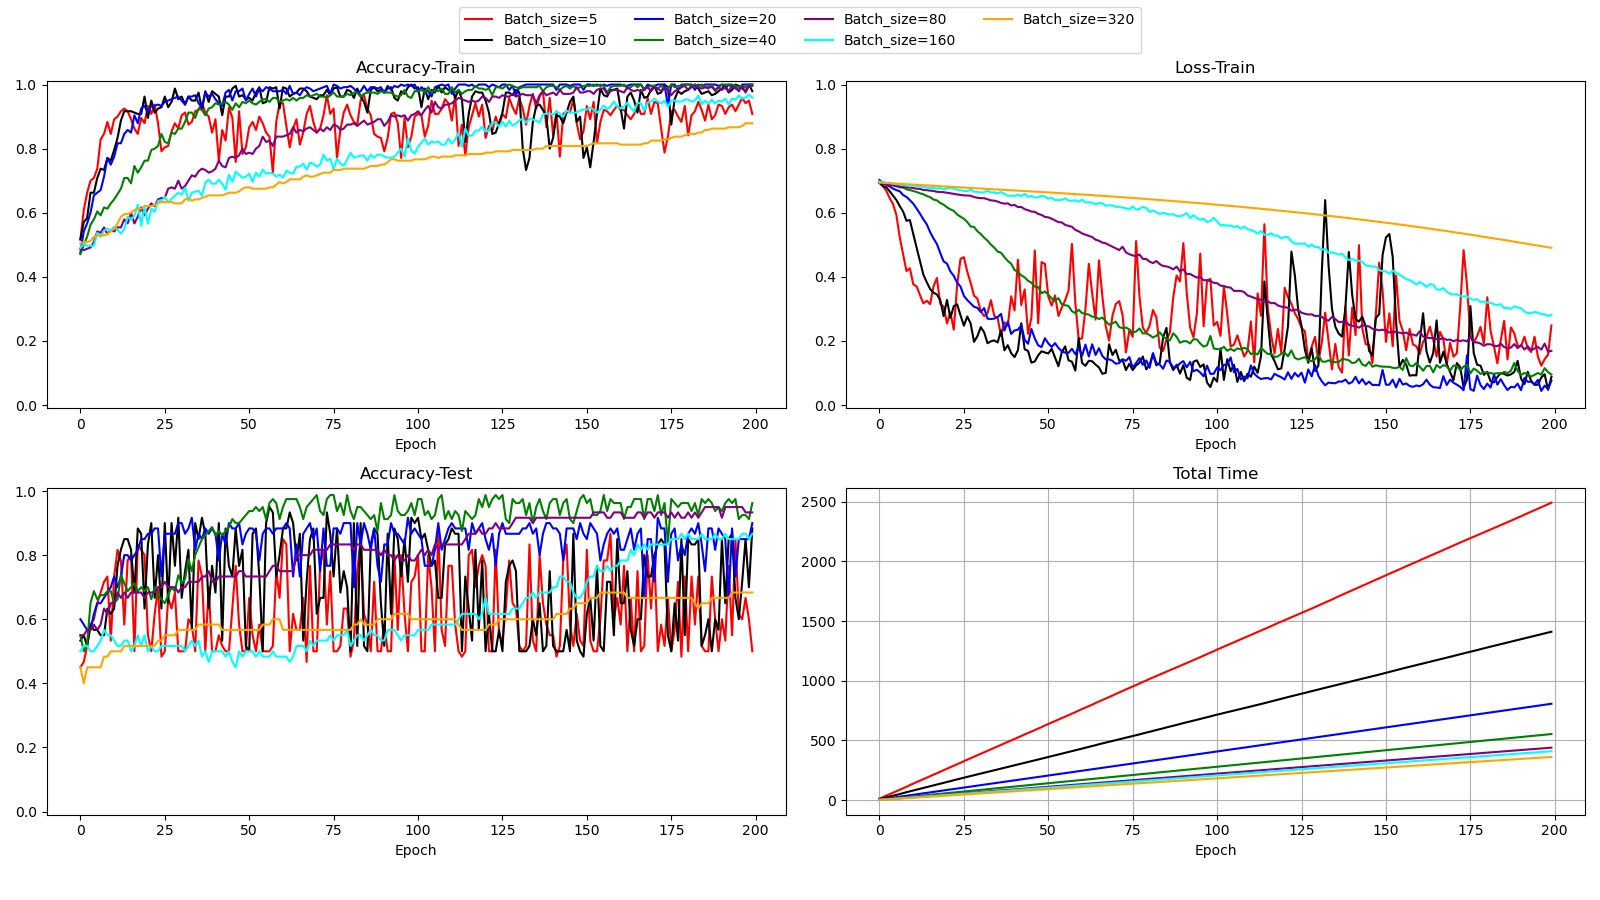 Batch_size=5 Batch_size=20 Batch_size=80 Batch_size=320
Batch_size=10 Batch_size=40 Batch_size=160
Accuracy-Train
1.0
0.8
0.6
0.4
0.2
0.0
0 25 50 75 100 125 150 175 200
Epoch
Loss-Train
1.0
0.8
0.6
0.4
0.2
0.0
0 25 50 75 100 125 150 175 200
Epoch
Accuracy-Test
1.0
0.8
0.6
0.4
0.2
0.0
0 25 50 75 100 125 150 175 200
Epoch
Total Time
2500
2000
1500
1000
500
0
0 25 50 75 100 125 150 175 200
Epoch